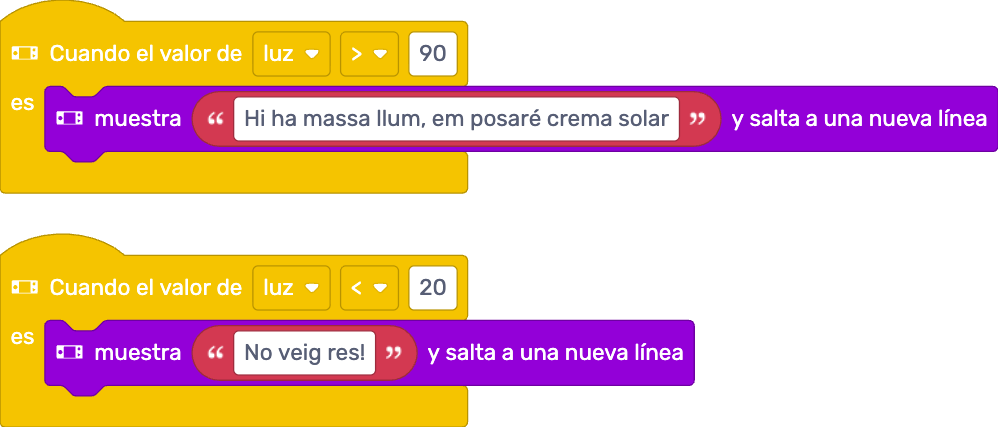 Cuando el valor de luz > 90
es muestra “ Hi ha massa llum, em posaré crema solar ” y salta a una nueva línea
Cuando el valor de luz < 20
es muestra “ No veig res! ” y salta a una nueva línea